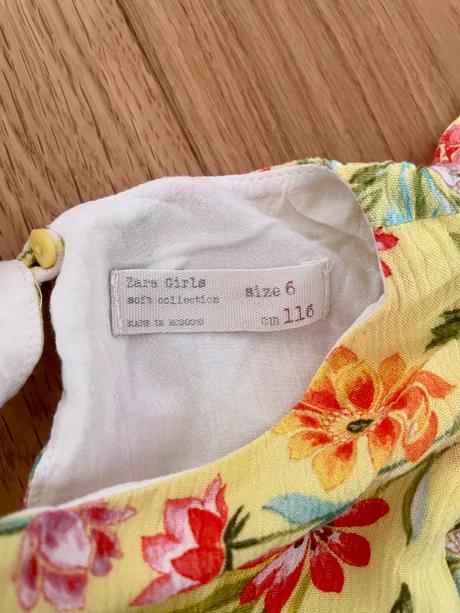 Zara Girls
soft collection
MADE IN MOROCCO
size 6
cm 116